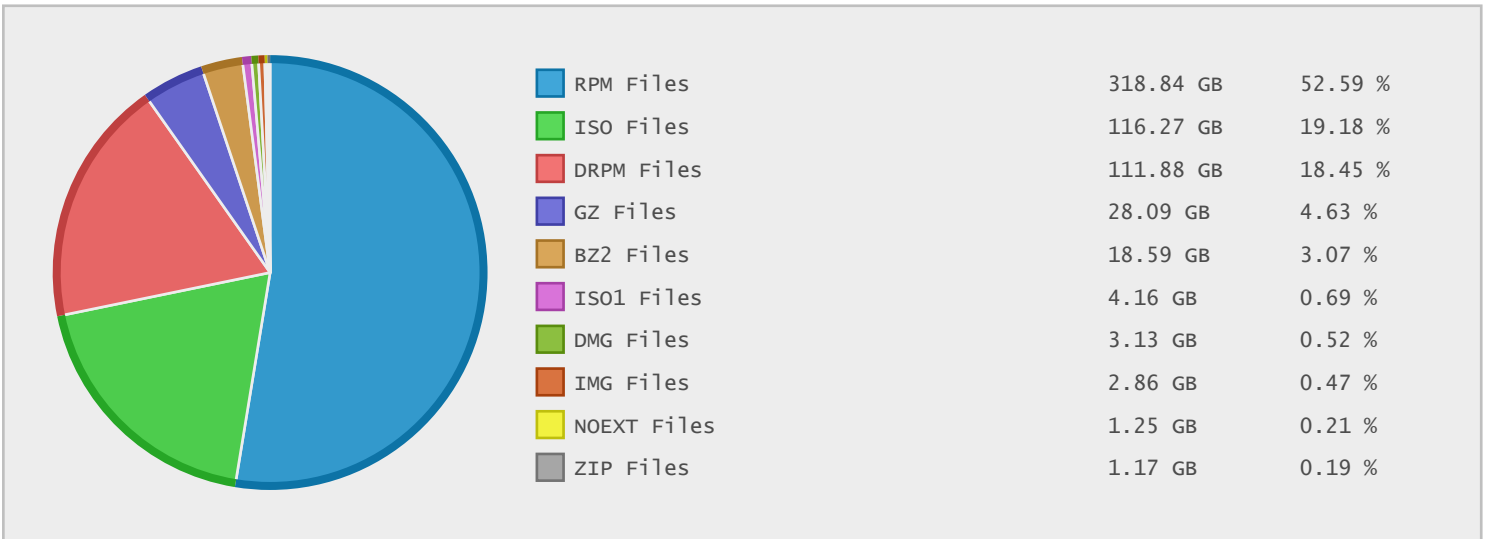 RPM Files 318.84 GB 52.59 %
ISO Files 116.27 GB 19.18 %
DRPM Files 111.88 GB 18.45 %
GZ Files 28.09 GB 4.63 %
BZ2 Files 18.59 GB 3.07 %
ISO1 Files 4.16 GB 0.69 %
DMG Files 3.13 GB 0.52 %
IMG Files 2.86 GB 0.47 %
NOEXT Files 1.25 GB 0.21 %
ZIP Files 1.17 GB 0.19 %